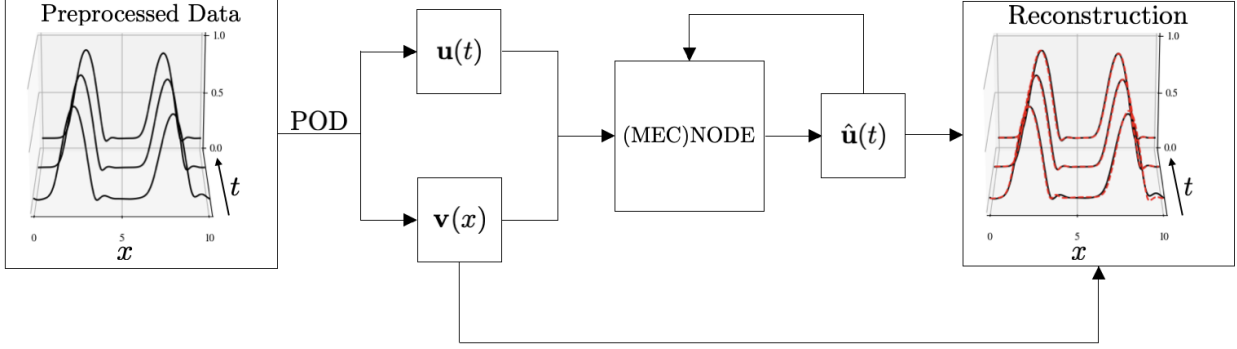 Preprocessed Data
1.0
0.5
0.0
t
0 5 10
x
POD
u(t)
v(x)
(MEC)NODE
û(t)
Reconstruction
1.0
0.5
0.0
t
0 5 10
x